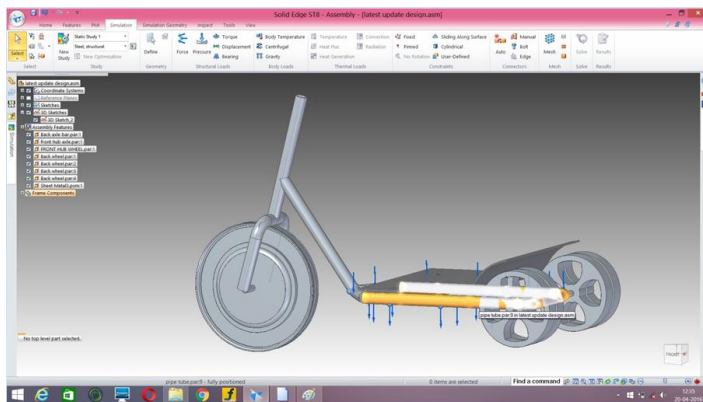 Solid Edge ST8 - Assembly - [latest update design.asm]
Home Features PMI Simulation Simulation Geometry Inspect Tools View
Select
Static Study 1
Steel, structural
New Study
New Optimization
Define
Force
Pressure
Torque
Displacement
Bearing
Body Temperature
Centrifugal
Gravity
Temperature
Heat Flux
Heat Generation
Connection
Radiation
Fixed
Pinned
No Rotation
Sliding Along Surface
Cylindrical
User-Defined
Auto
Manual
Bolt
Edge
Mesh
Solve
Results
Select Study Geometry Structural Loads Body Loads Thermal Loads Constraints Connectors Mesh Solve Results
Simulation
latest update design.asm
Coordinate Systems
Reference Planes
Sketches
3D Sketches
3D Sketch_2
Assembly Features
Back axle bar.par:1
front hub axle.par:1
FRONT HUB WHEEL.par:1
Back wheel.par:1
Back wheel.par:2
Back wheel.par:3
Back wheel.par:4
Sheet Metal3.psm:1
Frame Components
pipe tube.par:9 in latest update design.asm
No top level part selected.
FRONT
pipe tube.par:9 - fully positioned
0 items are selected
Find a command
12:35
20-04-2016